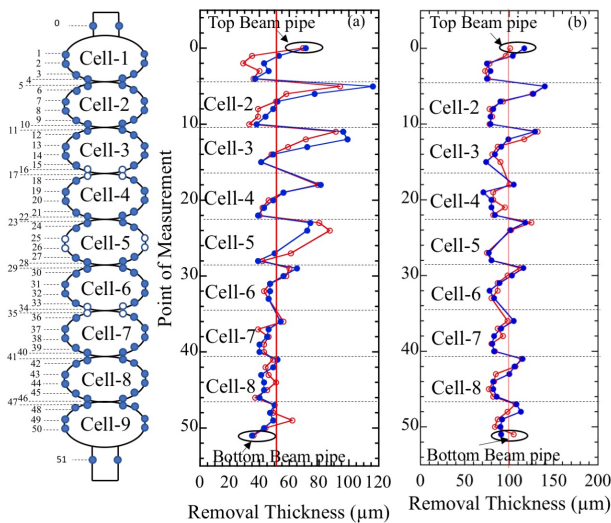 0
1
2
3
4
5
6
7
8
9
10
11
12
13
14
15
16
17
18
19
20
21
22
23
24
25
26
27
28
29
30
31
32
33
34
35
36
37
38
39
40
41
42
43
44
45
46
47
48
49
50
51
Cell-1
Cell-2
Cell-3
Cell-4
Cell-5
Cell-6
Cell-7
Cell-8
Cell-9
Point of Measurement
Top Beam pipe (a)
0
10
20
30
40
50
Cell-2
Cell-3
Cell-4
Cell-5
Cell-6
Cell-7
Cell-8
Bottom Beam pipe
0 20 40 60 80 100 120
Removal Thickness (μm)
Top Beam pipe (b)
0
10
20
30
40
50
Cell-2
Cell-3
Cell-4
Cell-5
Cell-6
Cell-7
Cell-8
Bottom Beam pipe
0 50 100 150 200
Removal Thickness (μm)